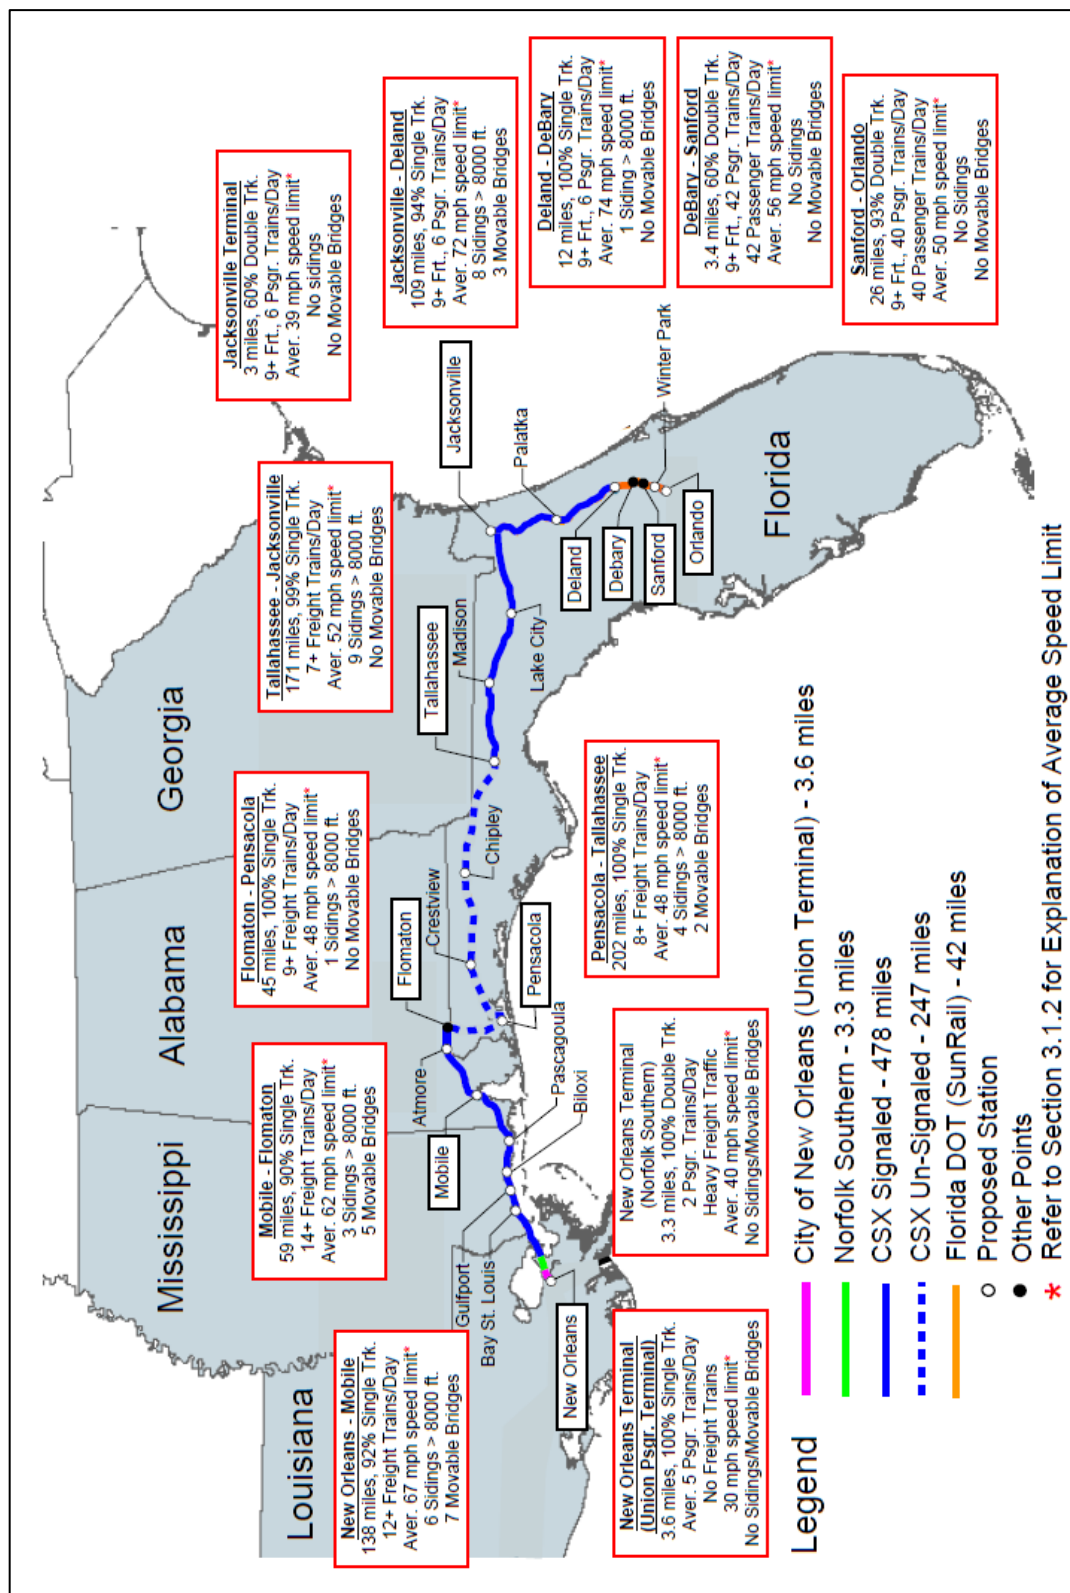 Louisiana
Mississippi
Alabama
Georgia
Florida
New Orleans - Mobile
138 miles, 92% Single Trk.
12+ Freight Trains/Day
Aver. 67 mph speed limit*
6 Sidings > 8000 ft.
7 Movable Bridges
Mobile - Flomaton
59 miles, 90% Single Trk.
14+ Freight Trains/Day
Aver. 62 mph speed limit*
3 Sidings > 8000 ft.
5 Movable Bridges
Flomaton - Pensacola
45 miles, 100% Single Trk.
9+ Freight Trains/Day
Aver. 48 mph speed limit*
1 Sidings > 8000 ft.
No Movable Bridges
Tallahassee - Jacksonville
171 miles, 99% Single Trk.
7+ Freight Trains/Day
Aver. 52 mph speed limit*
9 Sidings > 8000 ft.
No Movable Bridges
Jacksonville Terminal
3 miles, 60% Double Trk.
9+ Frt., 6 Psgr. Trains/Day
Aver. 39 mph speed limit*
No sidings
No Movable Bridges
Jacksonville - Deland
109 miles, 94% Single Trk.
9+ Frt., 6 Psgr. Trains/Day
Aver. 72 mph speed limit*
8 Sidings > 8000 ft.
3 Movable Bridges
Deland - DeBary
12 miles, 100% Single Trk.
9+ Frt., 6 Psgr. Trains/Day
Aver. 74 mph speed limit*
1 Siding > 8000 ft.
No Movable Bridges
DeBary - Sanford
3.4 miles, 60% Double Trk.
9+ Frt., 42 Psgr. Trains/Day
42 Passenger Trains/Day
Aver. 56 mph speed limit*
No Sidings
No Movable Bridges
Sanford - Orlando
26 miles, 93% Double Trk.
9+ Frt., 40 Psgr. Trains/Day
40 Passenger Trains/Day
Aver. 50 mph speed limit*
No Sidings
No Movable Bridges
Gulfport
Bay St. Louis
New Orleans
Mobile
Atmore
Biloxi
Pascagoula
Flomaton
Pensacola
Crestview
Chipley
Tallahassee
Madison
Lake City
Jacksonville
Palatka
Deland
Debary
Sanford
Winter Park
Orlando
New Orleans Terminal
(Union Psgr. Terminal)
3.6 miles, 100% Single Trk.
Aver. 5 Psgr. Trains/Day
No Freight Trains
30 mph speed limit*
No Sidings/Movable Bridges
New Orleans Terminal
(Norfolk Southern)
3.3 miles, 100% Double Trk.
2 Psgr. Trains/Day
Heavy Freight Traffic
Aver. 40 mph speed limit*
No Sidings/Movable Bridges
Pensacola - Tallahassee
202 miles, 100% Single Trk.
8+ Freight Trains/Day
Aver. 48 mph speed limit*
4 Sidings > 8000 ft.
2 Movable Bridges
Legend
City of New Orleans (Union Terminal) - 3.6 miles
Norfolk Southern - 3.3 miles
CSX Signaled - 478 miles
CSX Un-Signaled - 247 miles
Florida DOT (SunRail) - 42 miles
Proposed Station
Other Points
* Refer to Section 3.1.2 for Explanation of Average Speed Limit